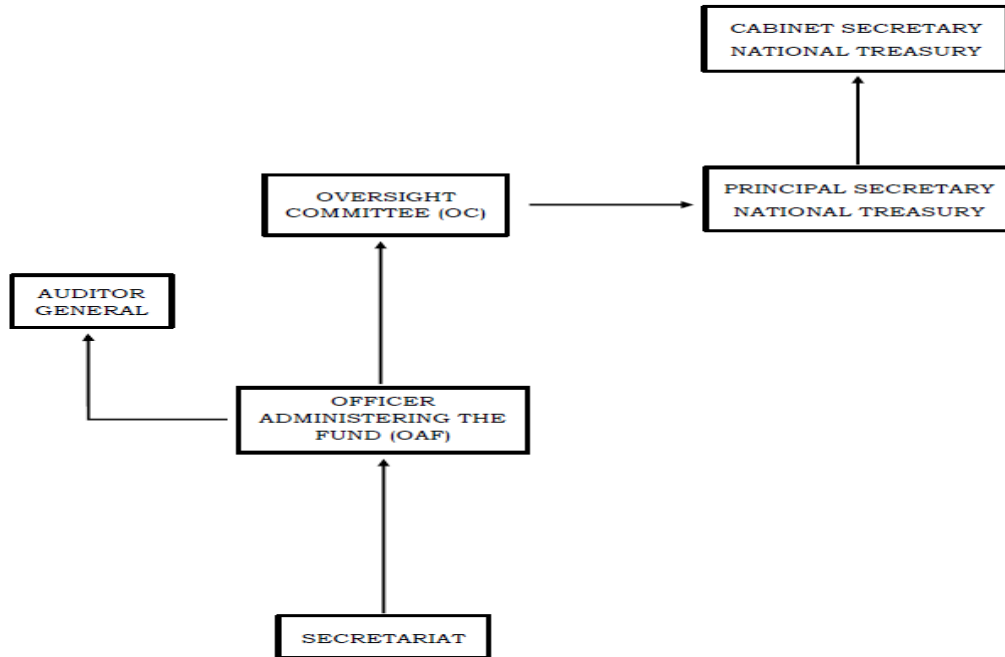 CABINET SECRETARY
NATIONAL TREASURY
PRINCIPAL SECRETARY
NATIONAL TREASURY
OVERSIGHT
COMMITTEE (OC)
AUDITOR
GENERAL
OFFICER
ADMINISTERING THE
FUND (OAF)
SECRETARIAT